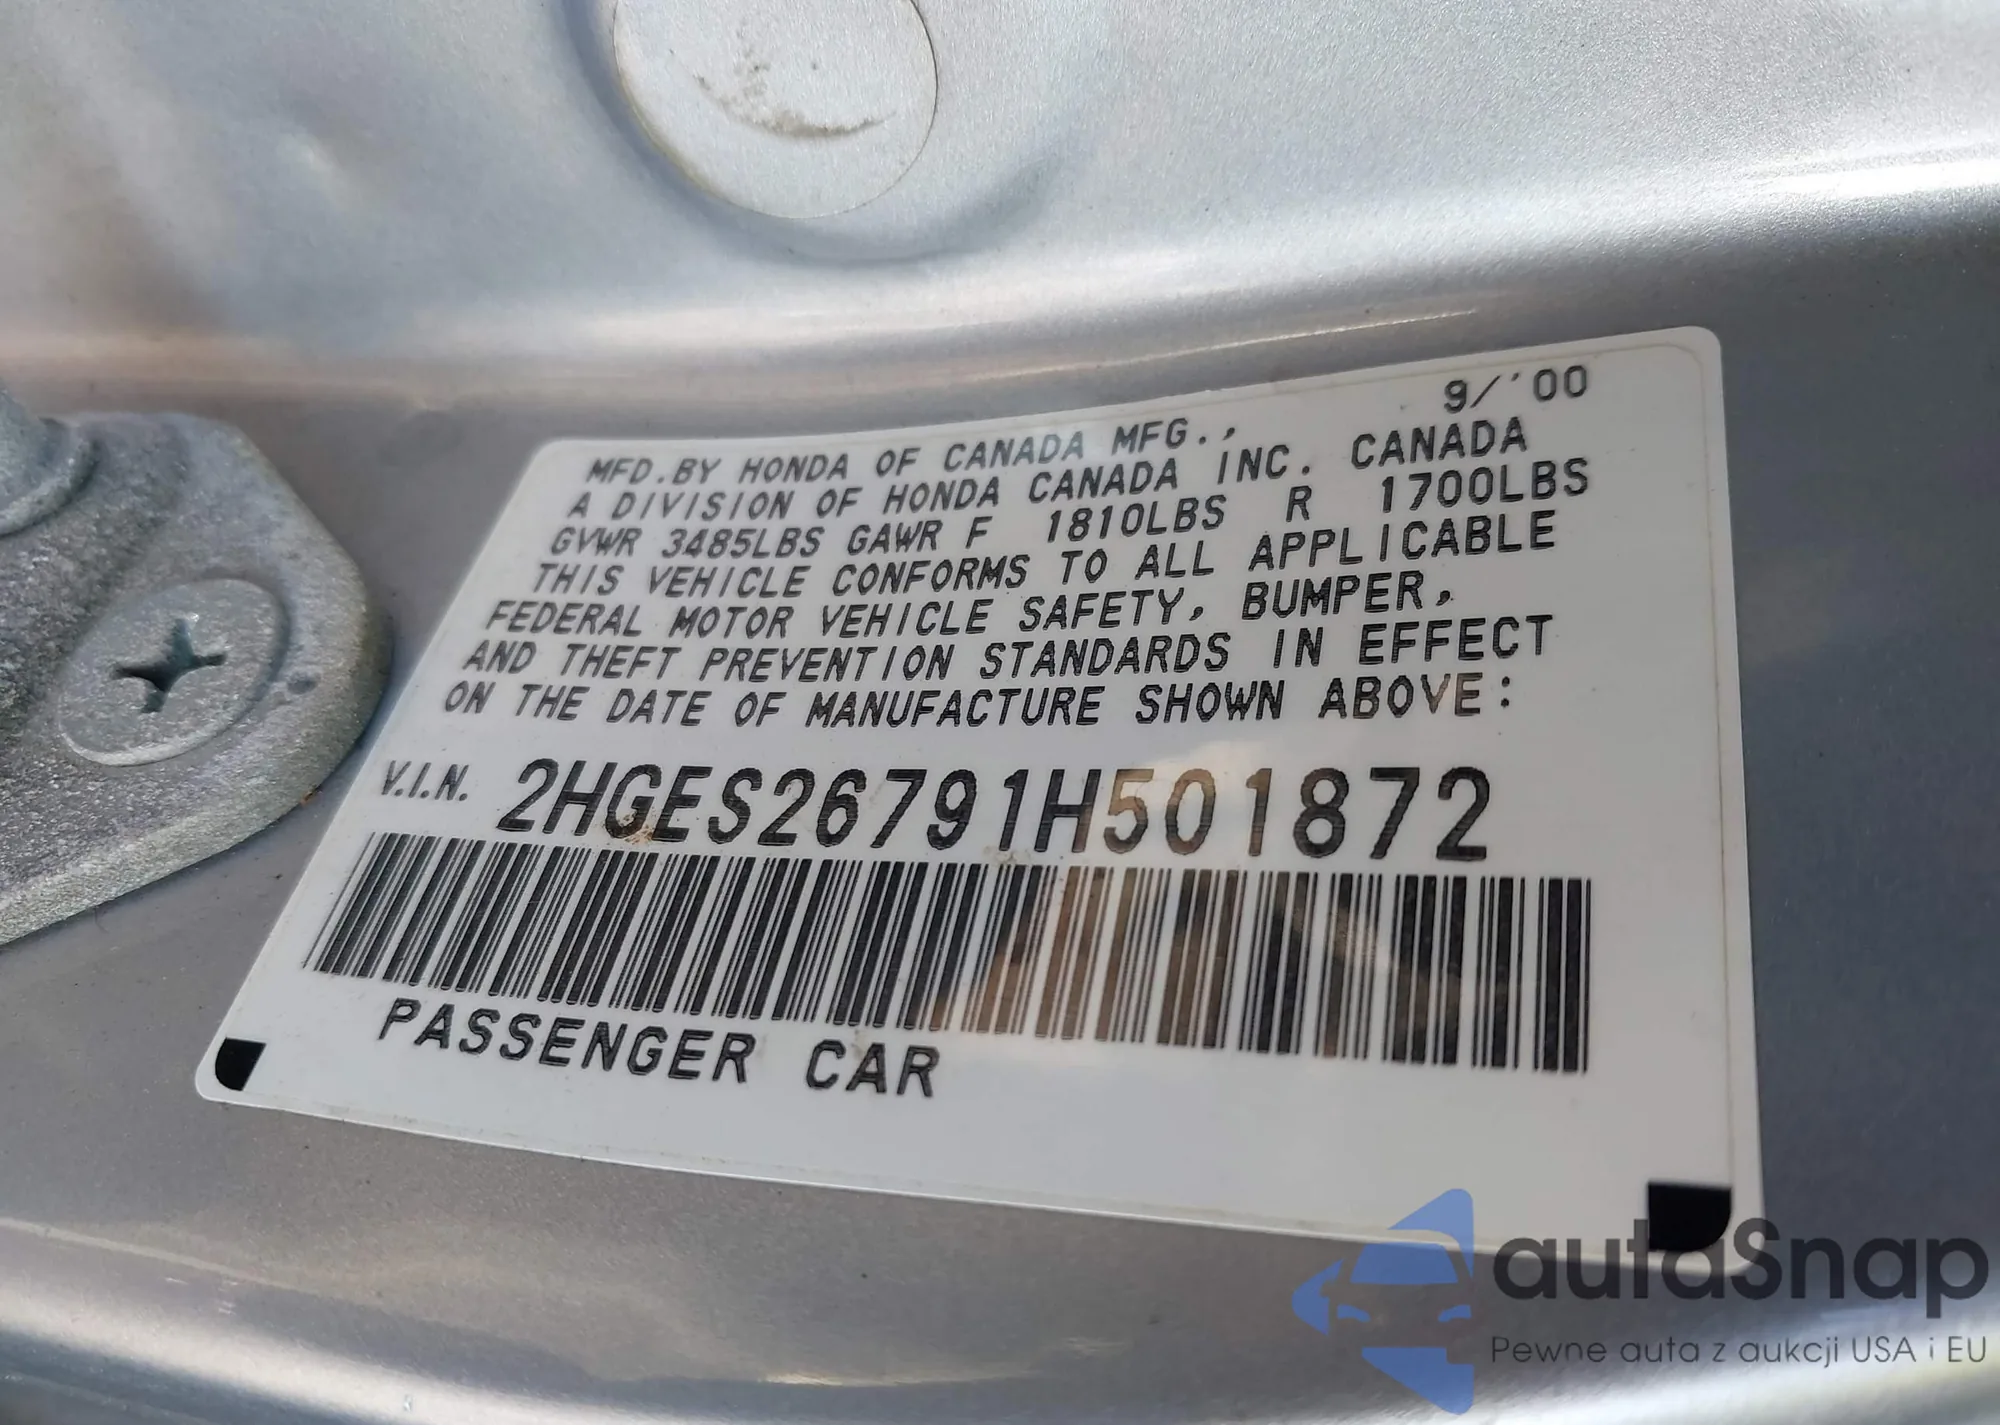 9/'00
MFD.BY HONDA OF CANADA MFG.,
A DIVISION OF HONDA CANADA INC. CANADA
GVWR 3485LBS GAWR F 1810LBS R 1700LBS
THIS VEHICLE CONFORMS TO ALL APPLICABLE
FEDERAL MOTOR VEHICLE SAFETY, BUMPER,
AND THEFT PREVENTION STANDARDS IN EFFECT
ON THE DATE OF MANUFACTURE SHOWN ABOVE:
V.I.N. 2HGES26791H501872
PASSENGER CAR
autaSnap
Pewne auta z aukcji USA i EU